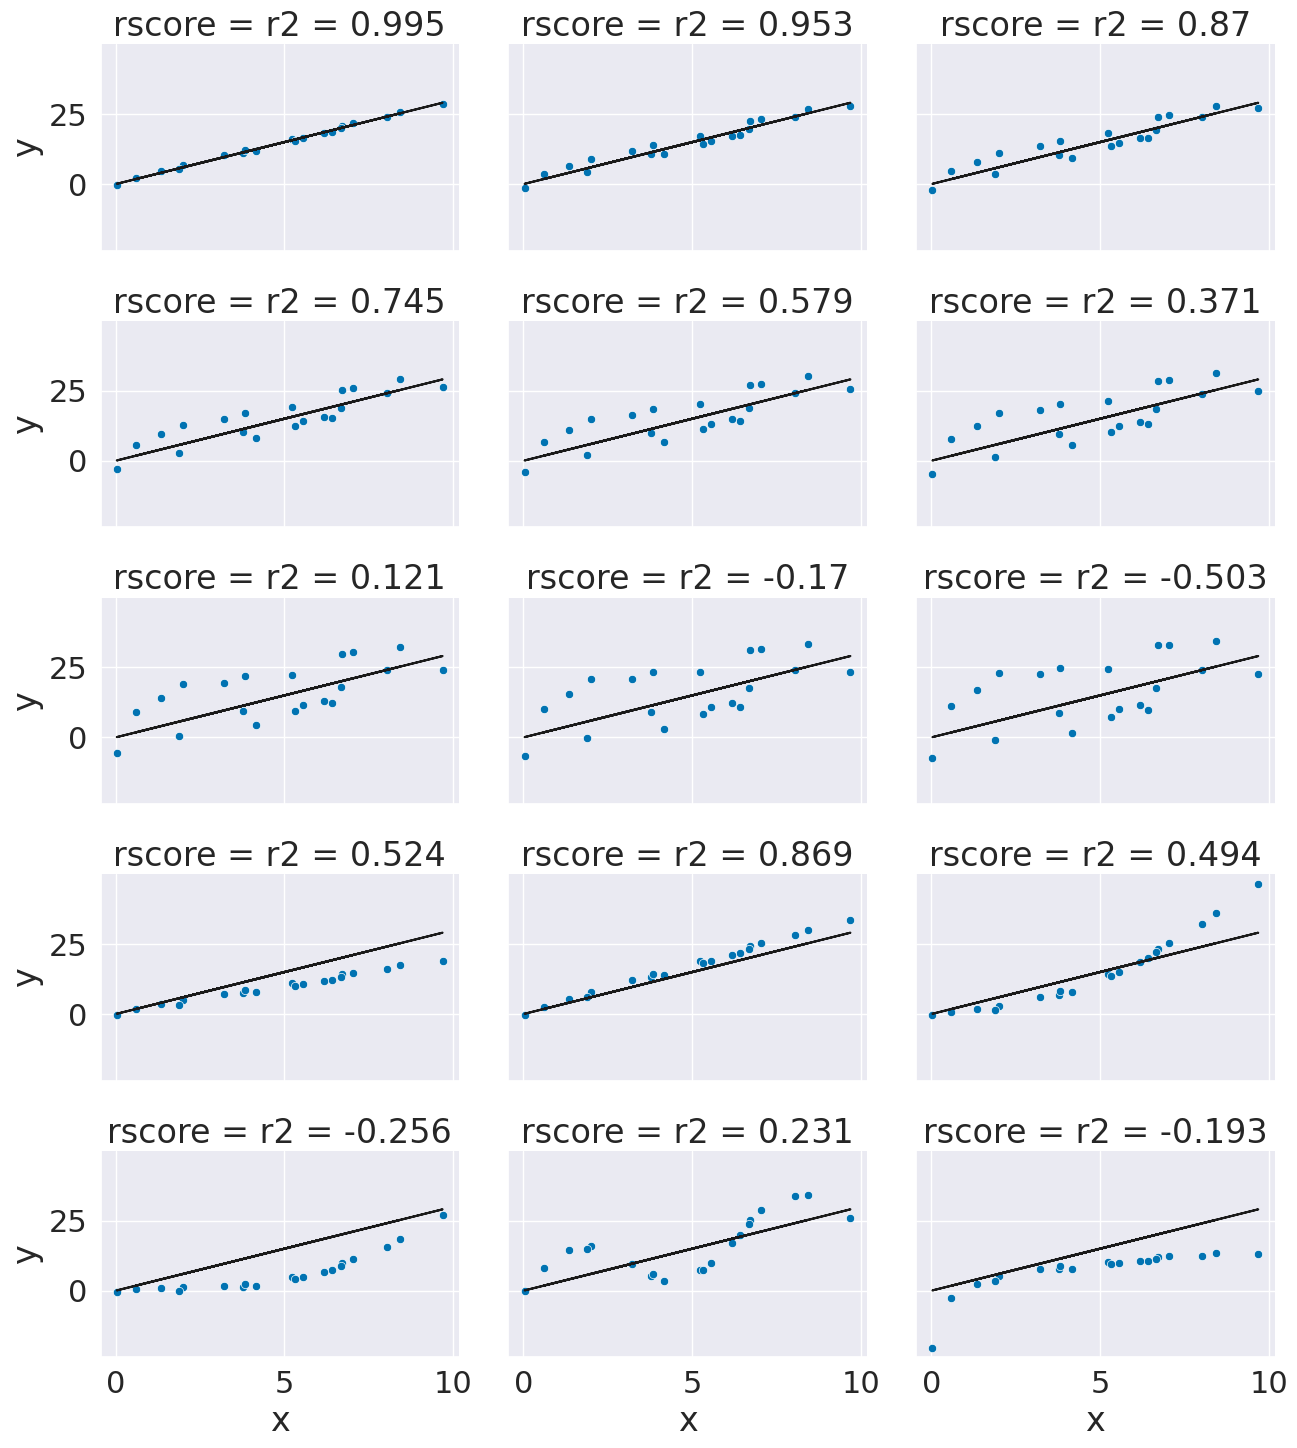 rscore = r2 = 0.995
rscore = r2 = 0.953
rscore = r2 = 0.87
25
0
y
rscore = r2 = 0.745
rscore = r2 = 0.579
rscore = r2 = 0.371
25
0
y
rscore = r2 = 0.121
rscore = r2 = -0.17
rscore = r2 = -0.503
25
0
y
rscore = r2 = 0.524
rscore = r2 = 0.869
rscore = r2 = 0.494
25
0
y
rscore = r2 = -0.256
rscore = r2 = 0.231
rscore = r2 = -0.193
25
0
y
0 5 10
0 5 10
0 5 10
x
x
x